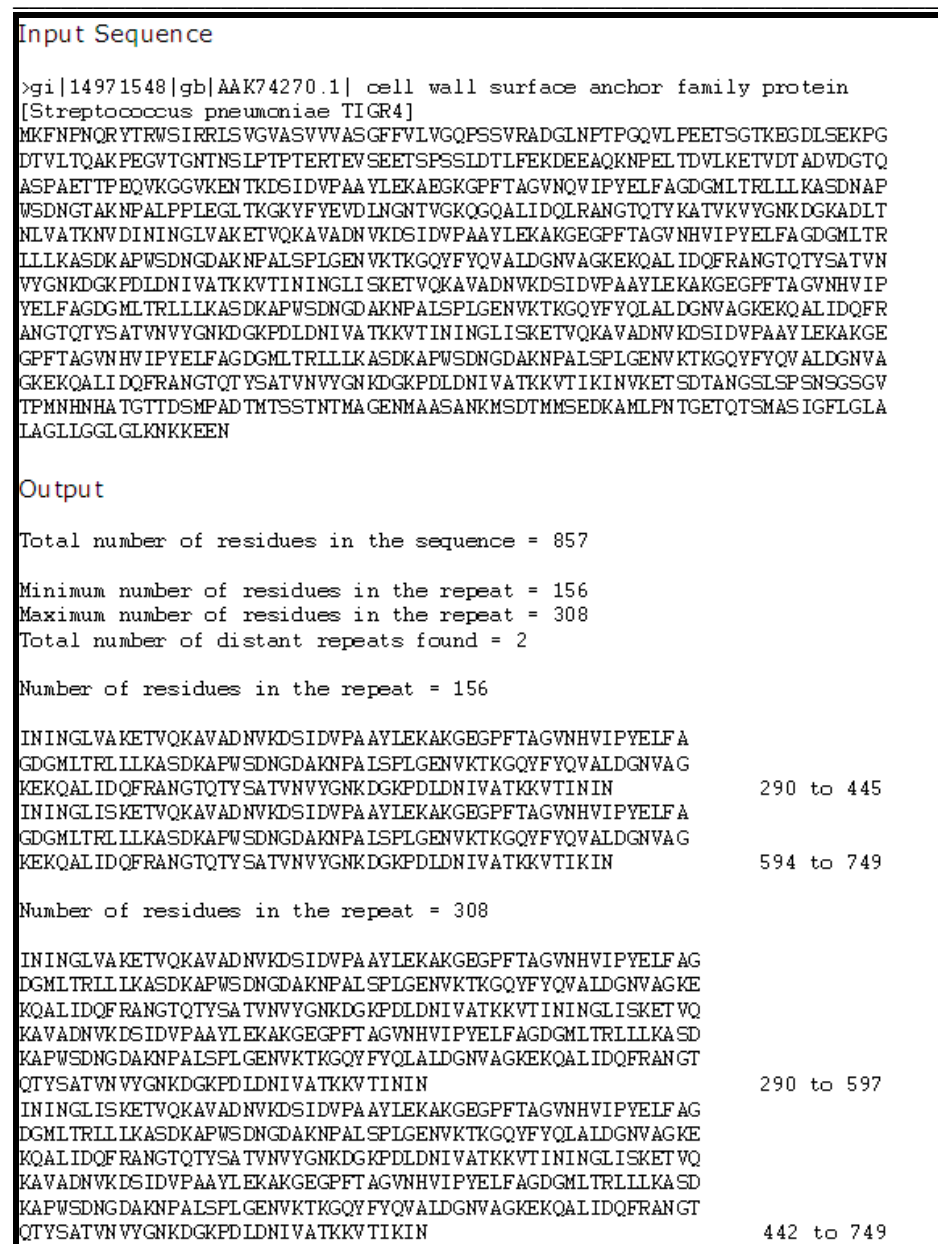 Input Sequence
>gi|14971548|gb|AAK74270.1| cell wall surface anchor family protein
[Streptococcus pneumoniae TIGR4]
MKFNPNQRYTRWSIRRLSVGVASVVVASGFFVLVGQPSSVRADGLNPTPGQVLPEETSGTKEGDLSEKPG
DTVLTQAKPEGVTGNTNSLPTPTERTEVSEETSPSSLDTLFEKDEEAQKNPELTDVLKETVDTADVDGTQ
ASPAETTPEQVKGGVKENTKDSIDVPAAYLEKAEGKGPFTAGVNQVIPYELFAGDGMLTRLLLKASDNAP
WSDNGTAKNPALPPLEGLTKGKYFYEVDLNGNTVGKQGQALIDQLRANGTQTYKATVKVYGNKDGKADLT
NLVATKNVDININGLVAKETVQKAVADNVKDSIDVPAAYLEKAKGEGPFTAGVNHVIPYELFAGDGMLTR
LLLKASDKAPWSDNGDAKNPALSPLGENVKTKGQYFYQVALDGNVAGKEKQALIDQFRANGTQTYSATVN
VYGNKDGKPDLDNIVATKKVTININGLISKETVQKAVADNVKDSIDVPAAYLEKAKGEGPFTAGVNHVIP
YELFAGDGMLTRLLLKASDKAPWSDNGDAKNPALSPLGENVKTKGQYFYQLALDGNVAGKEKQALIDQFR
ANGTQTYSATVNVYGNKDGKPDLDNIVATKKVTININGLISKETVQKAVADNVKDSIDVPAAYLEKAKGE
GPFTAGVNHVIPYELFAGDGMLTRLLLKASDKAPWSDNGDAKNPALSPLGENVKTKGQYFYQVALDGNVA
GKEKQALIDQFRANGTQTYSATVNVYGNKDGKPDLDNIVATKKVTIKINVKETSDTANGSLSPSNSGSGV
TPMNHNHATGTTDSMPADTMTSSTNTMAGENMAASANKMSDTMMSEDKAMLPNTGETQTSMASIGFLGLA
LAGLLGGLGLKNKKEEN
Output
Total number of residues in the sequence = 857
Minimum number of residues in the repeat = 156
Maximum number of residues in the repeat = 308
Total number of distant repeats found = 2
Number of residues in the repeat = 156
ININGLVAKETVQKAVADNVKDSIDVPAAYLEKAKGEGPFTAGVNHVIPYELFA
GDGMLTRLLLKASDKAPWSDNGDAKNPALSPLGENVKTKGQYFYQVALDGNVAG
KEKQALIDQFRANGTQTYSATVNVYGNKDGKPDLDNIVATKKVTININ 290 to 445
ININGLISKETVQKAVADNVKDSIDVPAAYLEKAKGEGPFTAGVNHVIPYELFA
GDGMLTRLLLKASDKAPWSDNGDAKNPALSPLGENVKTKGQYFYQVALDGNVAG
KEKQALIDQFRANGTQTYSATVNVYGNKDGKPDLDNIVATKKVTIKIN 594 to 749
Number of residues in the repeat = 308
ININGLVAKETVQKAVADNVKDSIDVPAAYLEKAKGEGPFTAGVNHVIPYELFAG
DGMLTRLLLKASDKAPWSDNGDAKNPALSPLGENVKTKGQYFYQVALDGNVAGKE
KQALIDQFRANGTQTYSATVNVYGNKDGKPDLDNIVATKKVTININGLISKETVQ
KAVADNVKDSIDVPAAYLEKAKGEGPFTAGVNHVIPYELFAGDGMLTRLLLKASD
KAPWSDNGDAKNPALSPLGENVKTKGQYFYQLALDGNVAGKEKQALIDQFRANGT
QTYSATVNVYGNKDGKPDLDNIVATKKVTININ 290 to 597
ININGLISKETVQKAVADNVKDSIDVPAAYLEKAKGEGPFTAGVNHVIPYELFAG
DGMLTRLLLKASDKAPWSDNGDAKNPALSPLGENVKTKGQYFYQLALDGNVAGKE
KQALIDQFRANGTQTYSATVNVYGNKDGKPDLDNIVATKKVTININGLISKETVQ
KAVADNVKDSIDVPAAYLEKAKGEGPFTAGVNHVIPYELFAGDGMLTRLLLKASD
KAPWSDNGDAKNPALSPLGENVKTKGQYFYQVALDGNVAGKEKQALIDQFRANGT
QTYSATVNVYGNKDGKPDLDNIVATKKVTIKIN 442 to 749